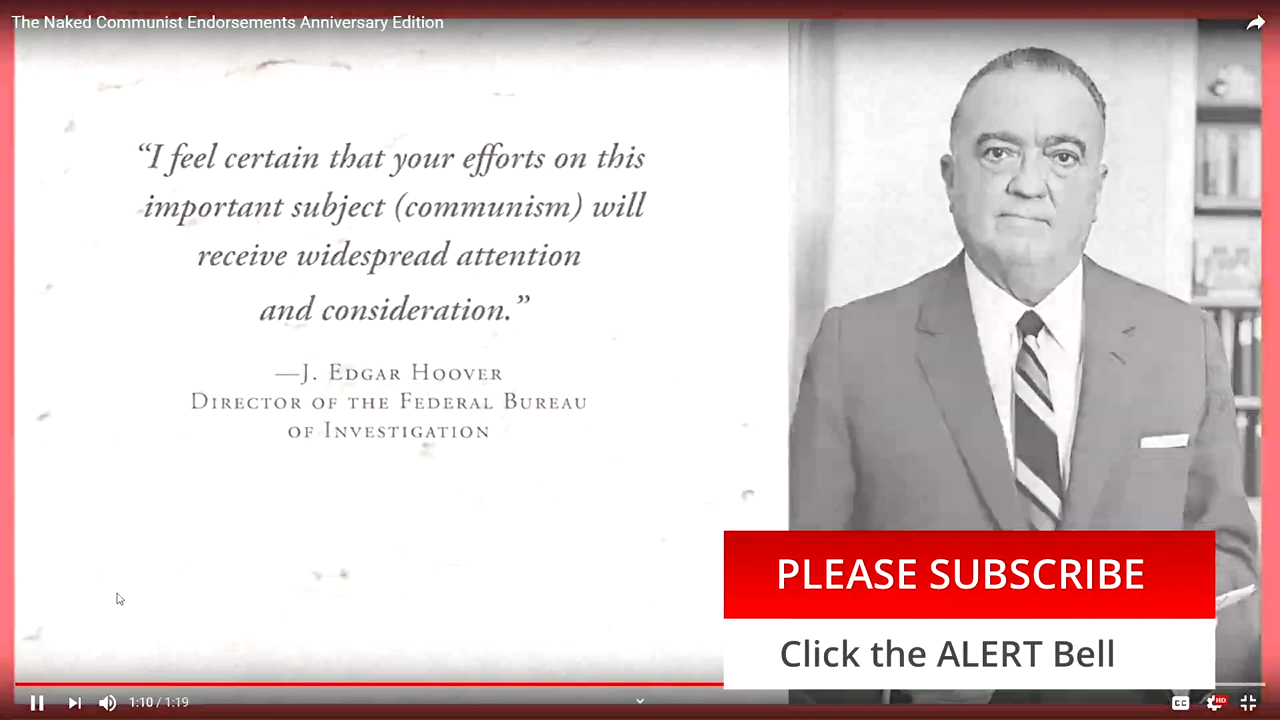 The Naked Communist Endorsements Anniversary Edition
“I feel certain that your efforts on this
important subject (communism) will
receive widespread attention
and consideration.”
—J. Edgar Hoover
Director of the Federal Bureau
of Investigation
PLEASE SUBSCRIBE
Click the ALERT Bell
1:10 / 1:19
CC
HD